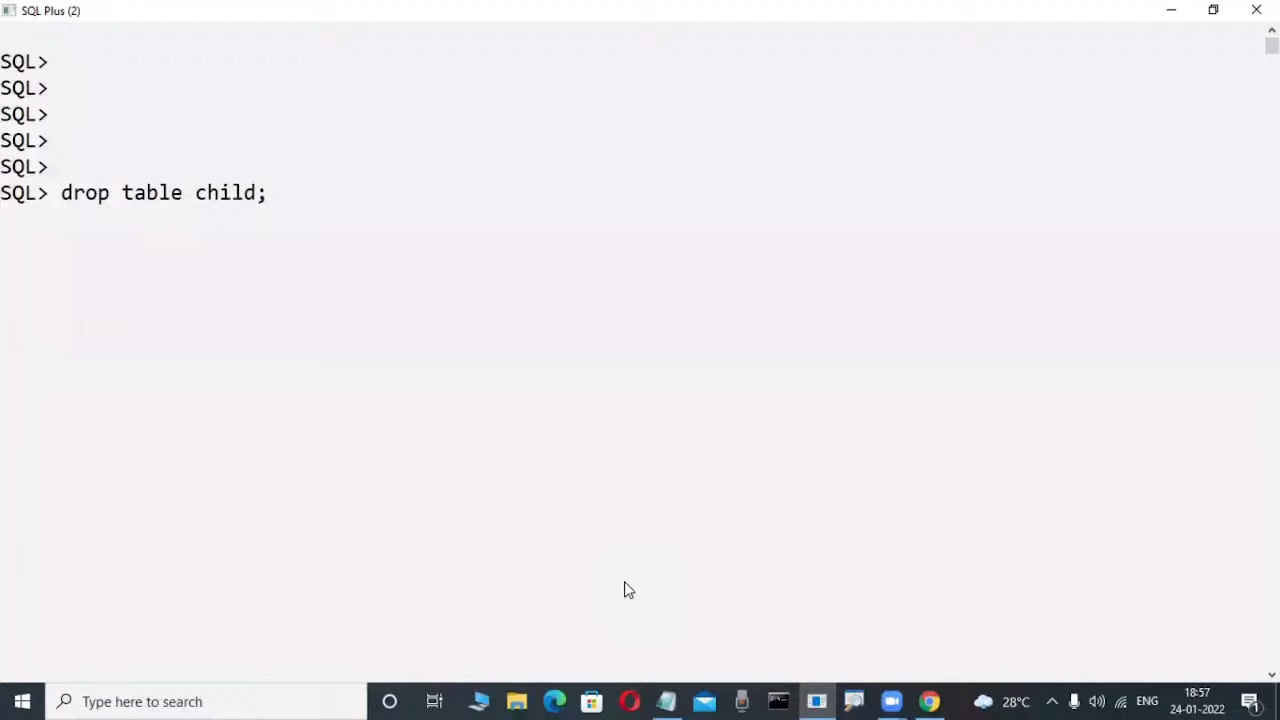 SQL Plus (2)
SQL>
SQL>
SQL>
SQL>
SQL>
SQL> drop table child;
Type here to search
28°C
ENG
18:57
24-01-2022
1